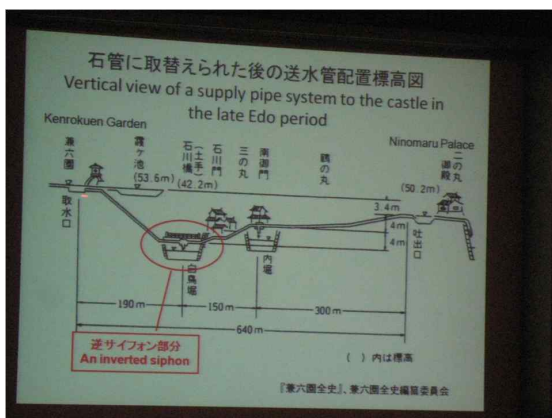 石管に取替えられた後の送水管配置標高図
Vertical view of a supply pipe system to the castle in
the late Edo period
Kenrokuen Garden
Ninomaru Palace
兼六園
霞ヶ池
(53.6m)
石川橋
(土手)
(42.2m)
石川門
三の丸
南御門
鶴の丸
二の丸
御殿
(50.2m)
取水口
白鳥堀
内堀
吐出口
3.4m
4m
4m
190m
150m
300m
640m
逆サイフォン部分
An inverted siphon
( ) 内は標高
『兼六園全史』、兼六園全史編纂委員会